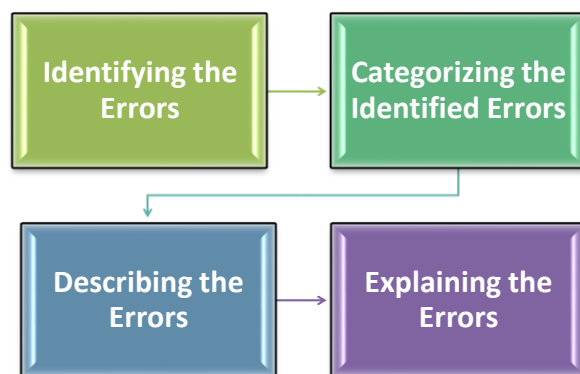 Identifying the
Errors
Categorizing the
Identified Errors
Describing the
Errors
Explaining the
Errors